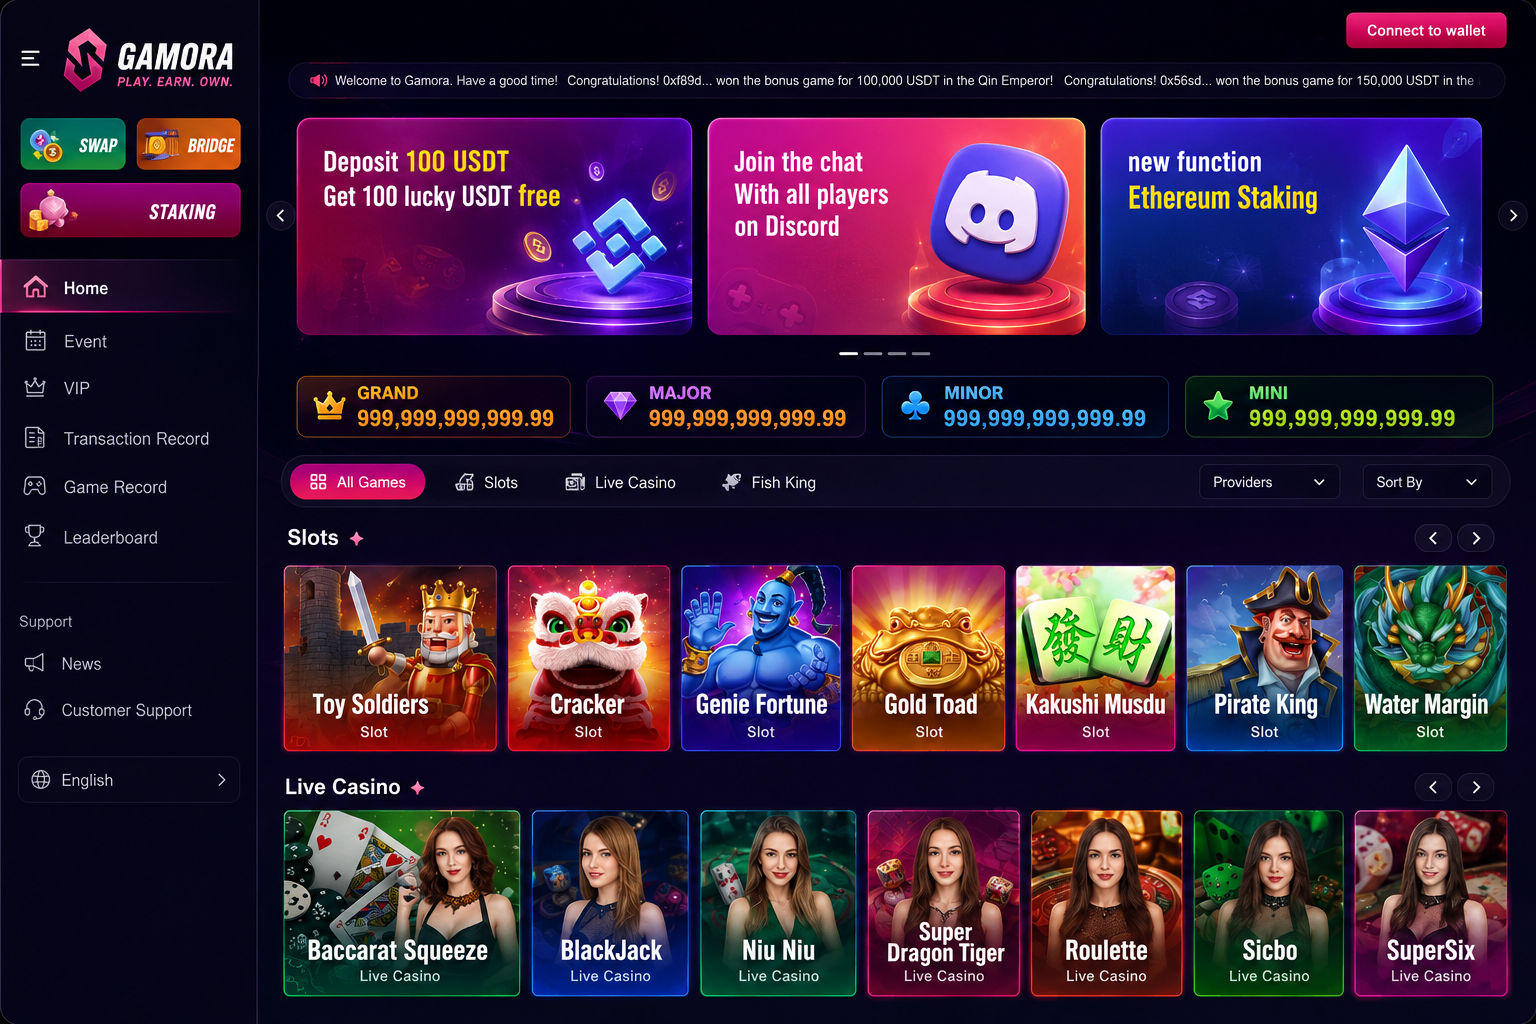 GAMORA
PLAY. EARN. OWN.
Connect to wallet
Welcome to Gamora. Have a good time! Congratulations! 0xf89d... won the bonus game for 100,000 USDT in the Qin Emperor! Congratulations! 0x56sd... won the bonus game for 150,000 USDT in the
SWAP
BRIDGE
STAKING
Home
Event
VIP
Transaction Record
Game Record
Leaderboard
Support
News
Customer Support
English
Deposit 100 USDT
Get 100 lucky USDT free
Join the chat
With all players
on Discord
new function
Ethereum Staking
GRAND
999,999,999,999.99
MAJOR
999,999,999,999.99
MINOR
999,999,999,999.99
MINI
999,999,999,999.99
All Games
Slots
Live Casino
Fish King
Providers
Sort By
Slots
發 財
Toy Soldiers
Slot
Cracker
Slot
Genie Fortune
Slot
Gold Toad
Slot
Kakushi Musdu
Slot
Pirate King
Slot
Water Margin
Slot
Live Casino
Baccarat Squeeze
Live Casino
BlackJack
Live Casino
Niu Niu
Live Casino
Super
Dragon Tiger
Live Casino
Roulette
Live Casino
Sicbo
Live Casino
SuperSix
Live Casino